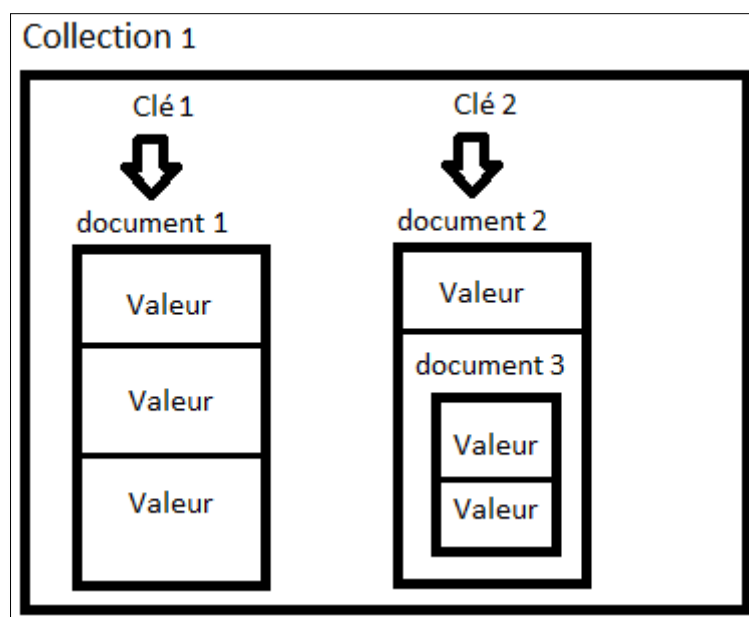 Collection 1
Clé 1
Clé 2
document 1
document 2
Valeur
Valeur
Valeur
Valeur
document 3
Valeur
Valeur